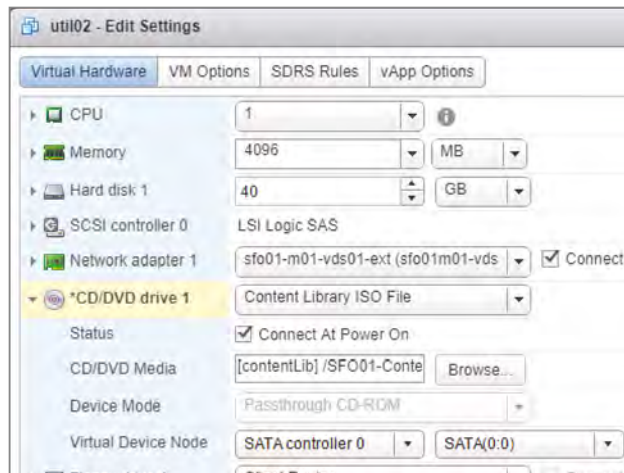 util02 - Edit Settings
Virtual Hardware VM Options SDRS Rules vApp Options
CPU 1
Memory 4096 MB
Hard disk 1 40 GB
SCSI controller 0 LSI Logic SAS
Network adapter 1 sfo01-m01-vds01-ext (sfo01m01-vds Connect
*CD/DVD drive 1 Content Library ISO File
Status Connect At Power On
CD/DVD Media [contentLib] /SFO01-Conte Browse...
Device Mode Passthrough CD-ROM
Virtual Device Node SATA controller 0 SATA(0:0)